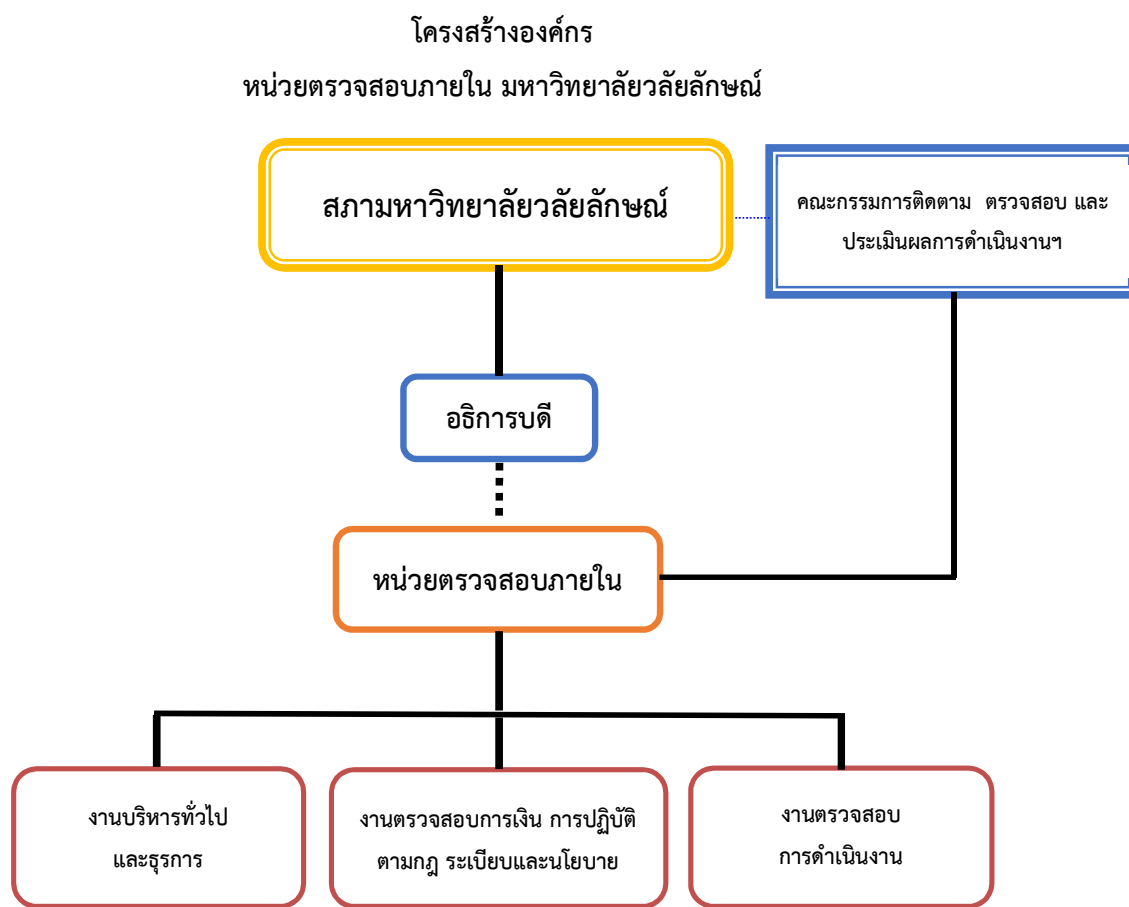 โครงสร้างองค์กร
หน่วยตรวจสอบภายใน มหาวิทยาลัยวลัยลักษณ์
สภามหาวิทยาลัยวลัยลักษณ์
คณะกรรมการติดตาม ตรวจสอบ และ
ประเมินผลการดำเนินงานฯ
อธิการบดี
หน่วยตรวจสอบภายใน
งานบริหารทั่วไป
และธุรการ
งานตรวจสอบการเงิน การปฏิบัติ
ตามกฎ ระเบียบและนโยบาย
งานตรวจสอบ
การดำเนินงาน